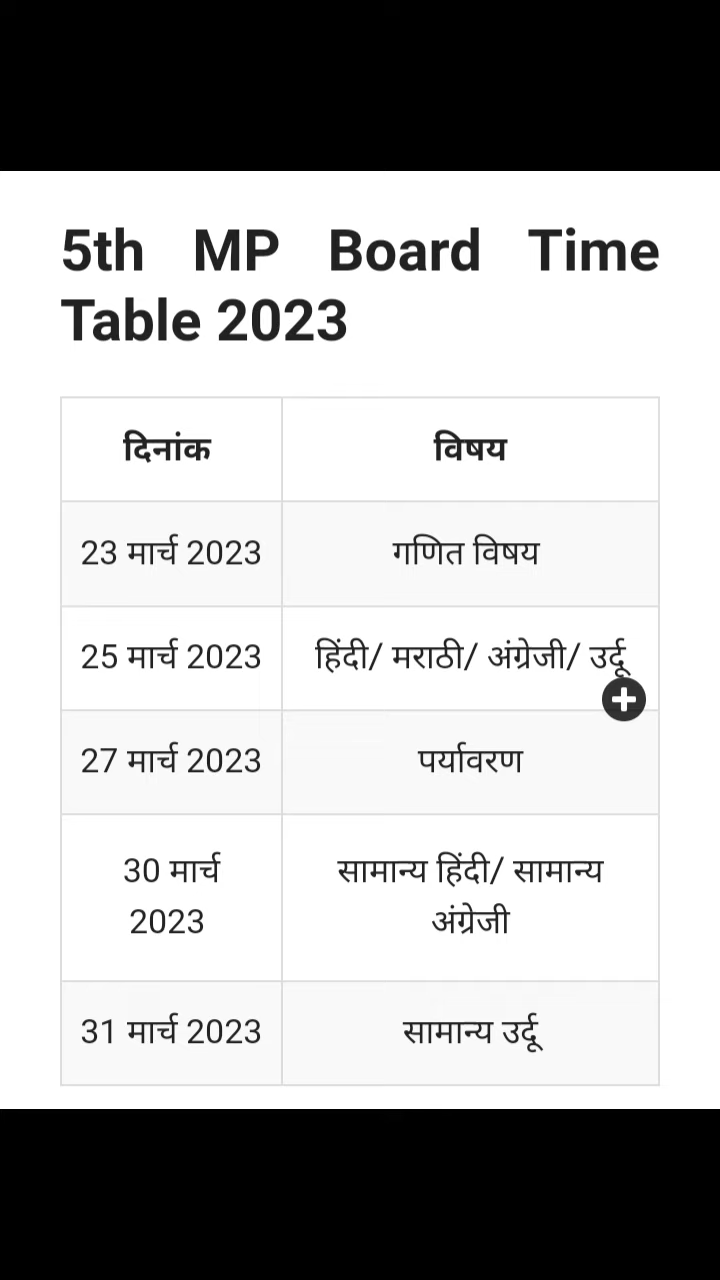 5th MP Board Time
Table 2023
दिनांक विषय
23 मार्च 2023 गणित विषय
25 मार्च 2023 हिंदी/ मराठी/ अंग्रेजी/ उर्दू
27 मार्च 2023 पर्यावरण
30 मार्च सामान्य हिंदी/ सामान्य
2023 अंग्रेजी
31 मार्च 2023 सामान्य उर्दू